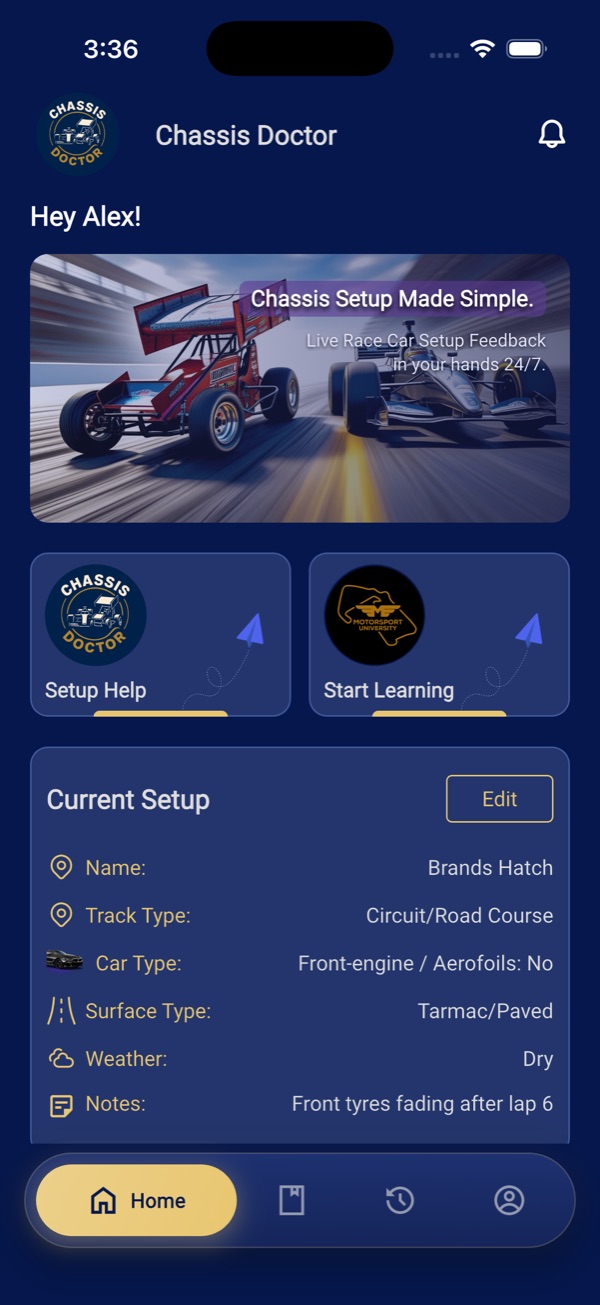 3:36
CHASSIS
DOCTOR
Chassis Doctor
Hey Alex!
Chassis Setup Made Simple.
Live Race Car Setup Feedback
in your hands 24/7.
CHASSIS
DOCTOR
Setup Help
MOTORSPORT
UNIVERSITY
Start Learning
Current Setup
Edit
Name: Brands Hatch
Track Type: Circuit/Road Course
Car Type: Front-engine / Aerofoils: No
Surface Type: Tarmac/Paved
Weather: Dry
Notes: Front tyres fading after lap 6
Home